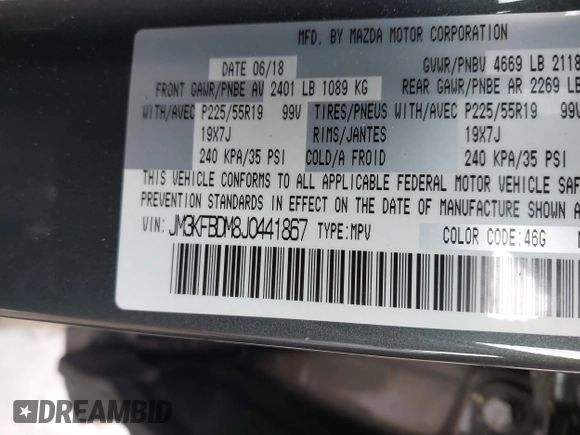 MFD. BY MAZDA MOTOR CORPORATION
DATE 06/18 GVWR/PNBV 4669 LB 2118
FRONT GAWR/PNBE AV 2401 LB 1089 KG REAR GAWR/PNBE AR 2269 LB
WITH/AVEC P225/55R19 99V TIRES/PNEUS WITH/AVEC P225/55R19 99V
19X7J RIMS/JANTES 19X7J
240 KPA/35 PSI COLD/A FROID 240 KPA/35 PSI
THIS VEHICLE CONFORMS TO ALL APPLICABLE FEDERAL MOTOR VEHICLE SAF
PREVENTION STANDARDS IN EFFECT ON THE DATE OF MANUFACTURE SHOWN A
VIN: JM3KFBDM8J0441867 TYPE:MPV COLOR CODE:46G
DREAMBID